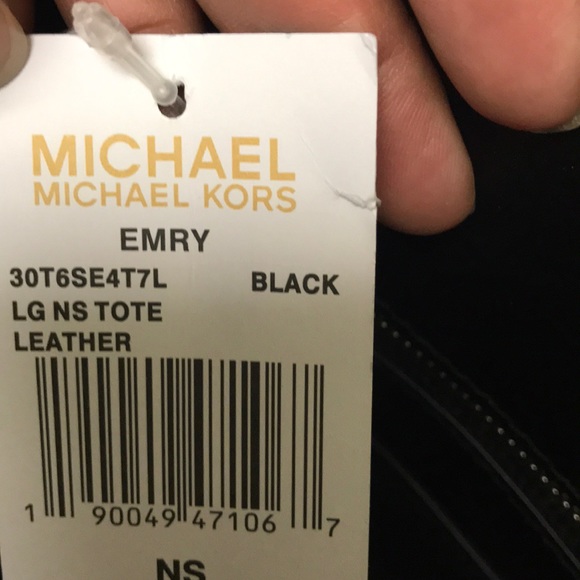 MICHAEL
MICHAEL KORS
EMRY
30T6SE4T7L BLACK
LG NS TOTE
LEATHER
1 90049 47106 7
NS